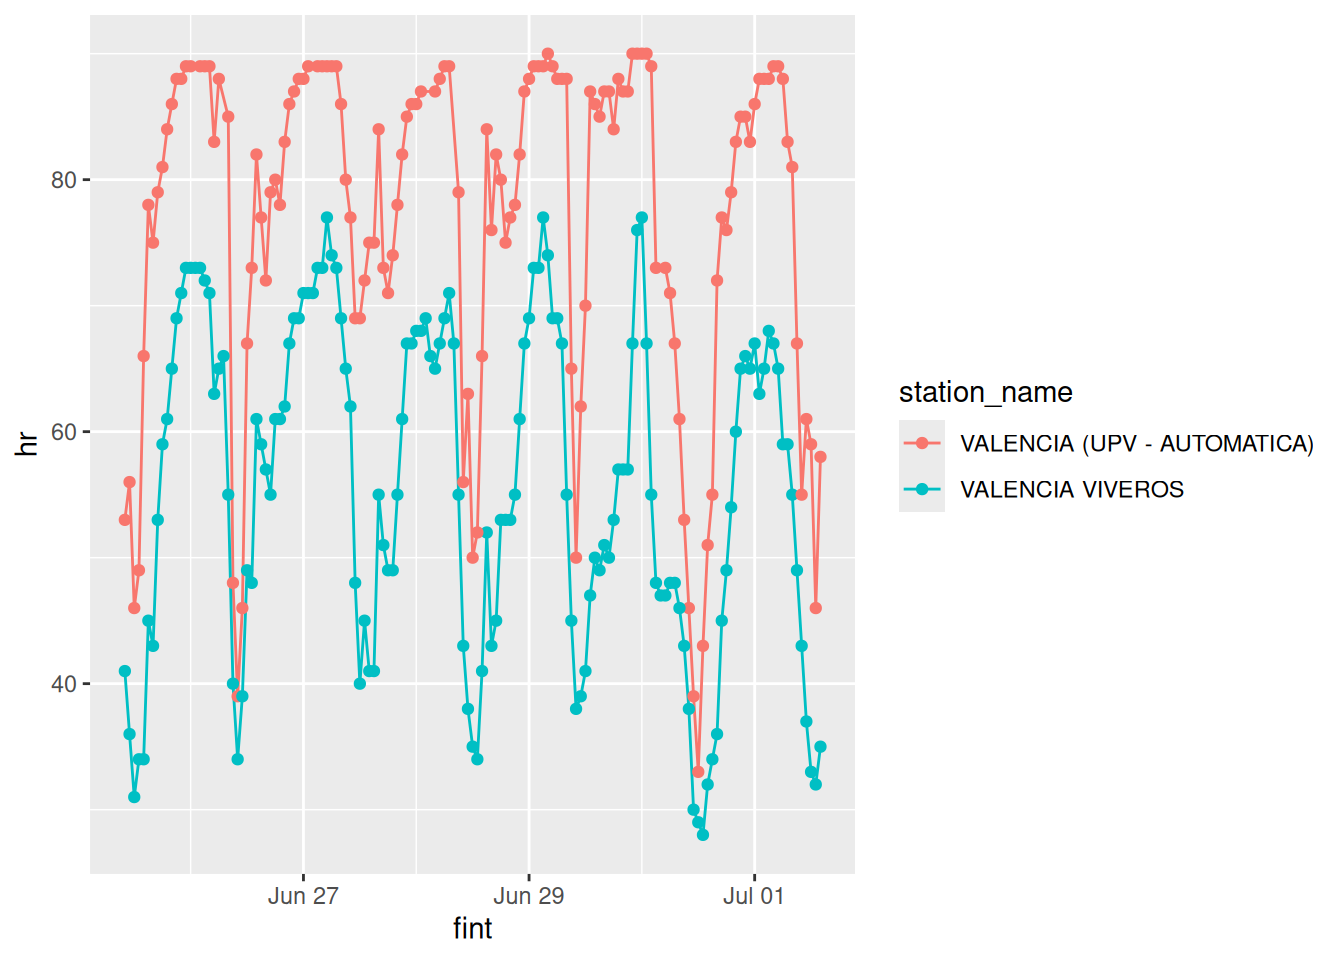 hr
80
60
40
Jun 27
Jun 29
Jul 01
fint
station_name
VALENCIA (UPV - AUTOMATICA)
VALENCIA VIVEROS